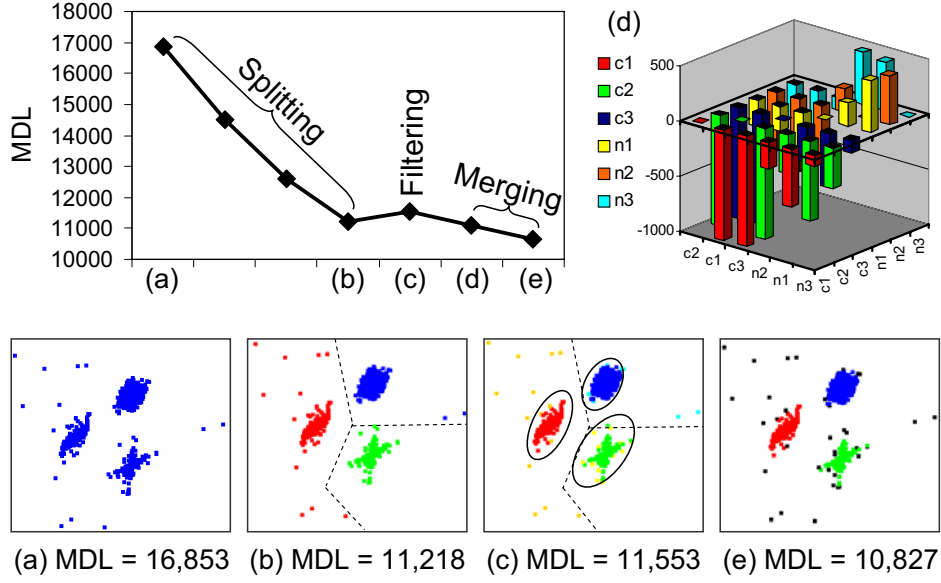 18000
17000
16000
15000
14000
13000
12000
11000
10000
MDL
Splitting
Filtering
Merging
(a)
(b)
(c)
(d)
(e)
(d)
c1
c2
c3
n1
n2
n3
500
0
-500
-1000
c2
c1
c3
n2
n1
n3
c1
c2
c3
n1
n2
n3
(a) MDL = 16,853
(b) MDL = 11,218
(c) MDL = 11,553
(e) MDL = 10,827